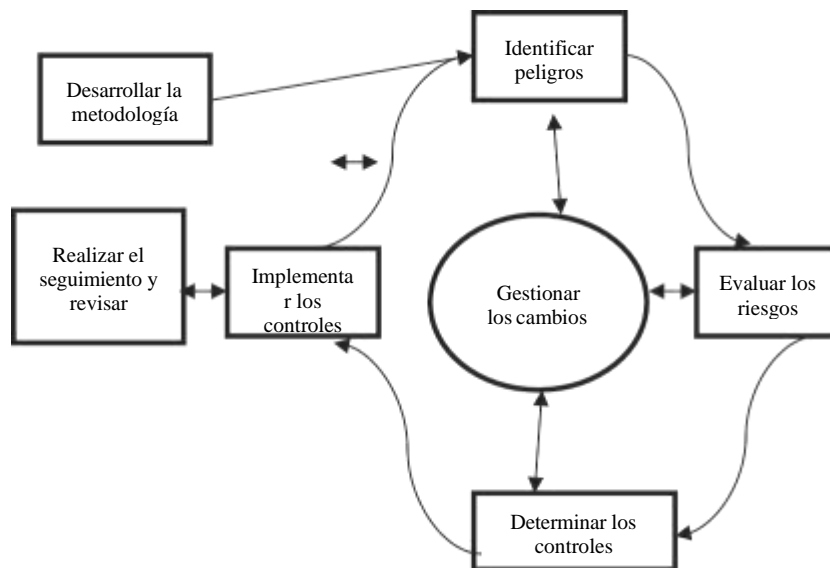 Identificar
peligros
Desarrollar la
metodología
Realizar el
seguimiento y
revisar
Implementa
r los
controles
Gestionar
los cambios
Evaluar los
riesgos
Determinar los
controles